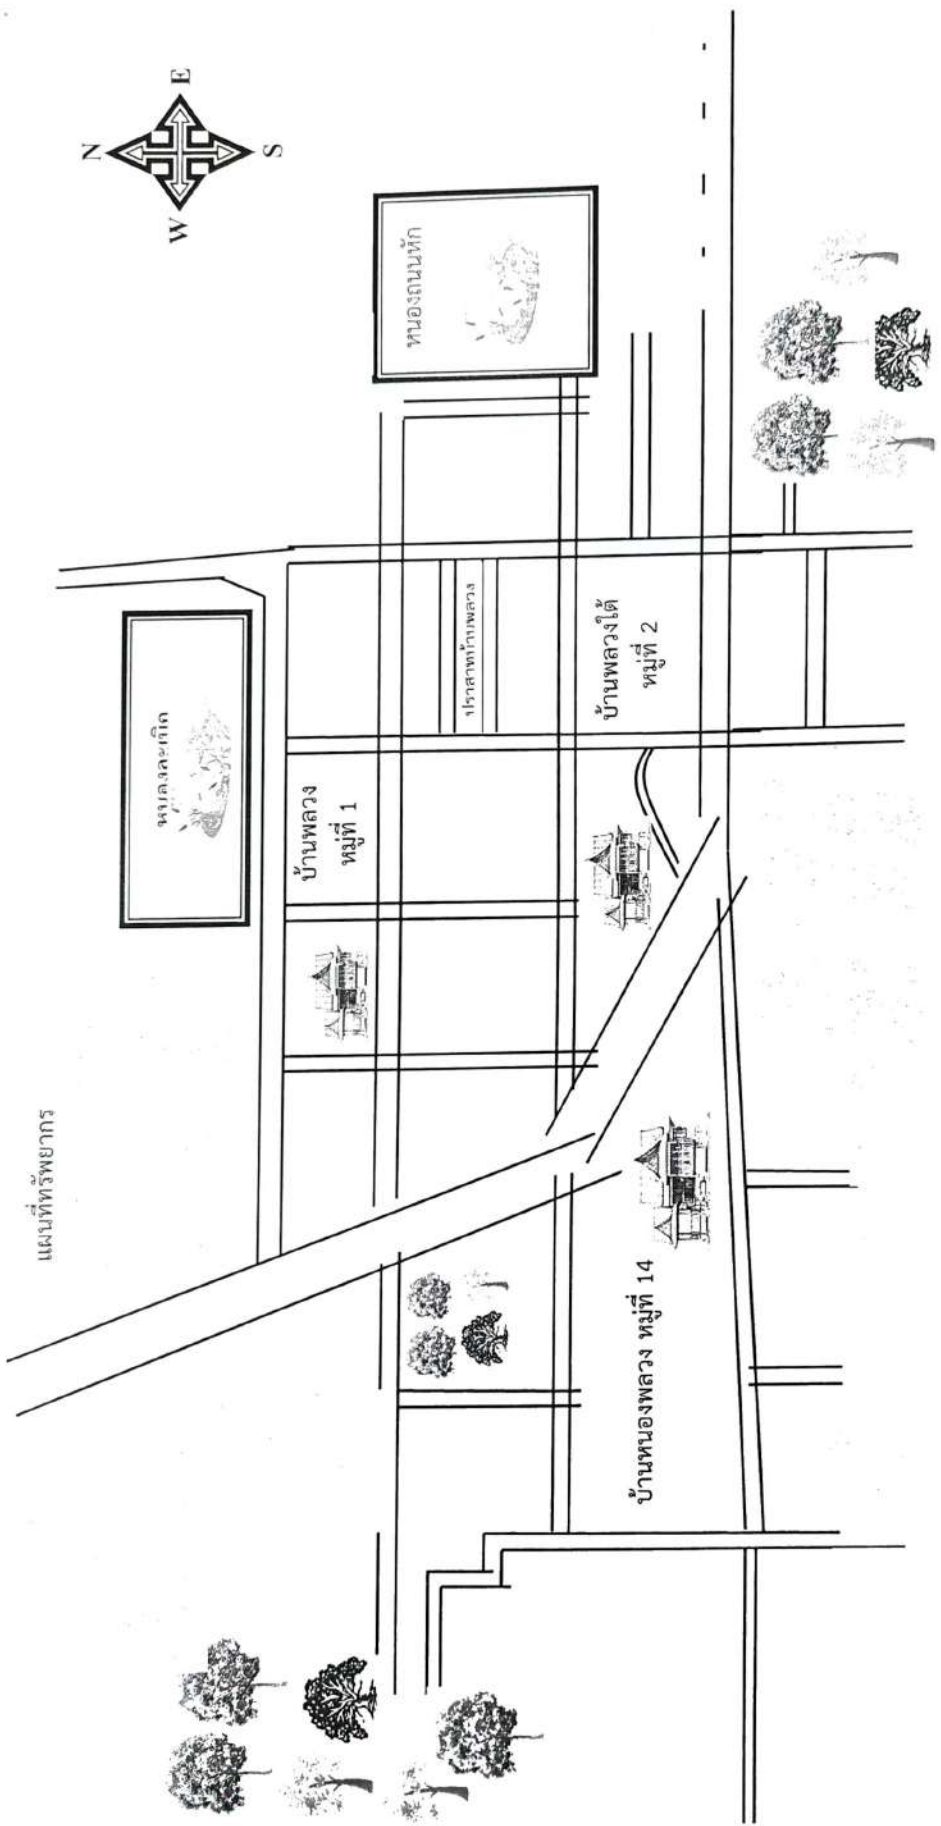 แผนที่ทรัพยากร
N
W E
S
หนองถนนหัก
บ้านพลวง
หมู่ที่ 1
ปราสาทบ้านพลวง
บ้านพลวงใต้
หมู่ที่ 2
บ้านหนองพลวง หมู่ที่ 14